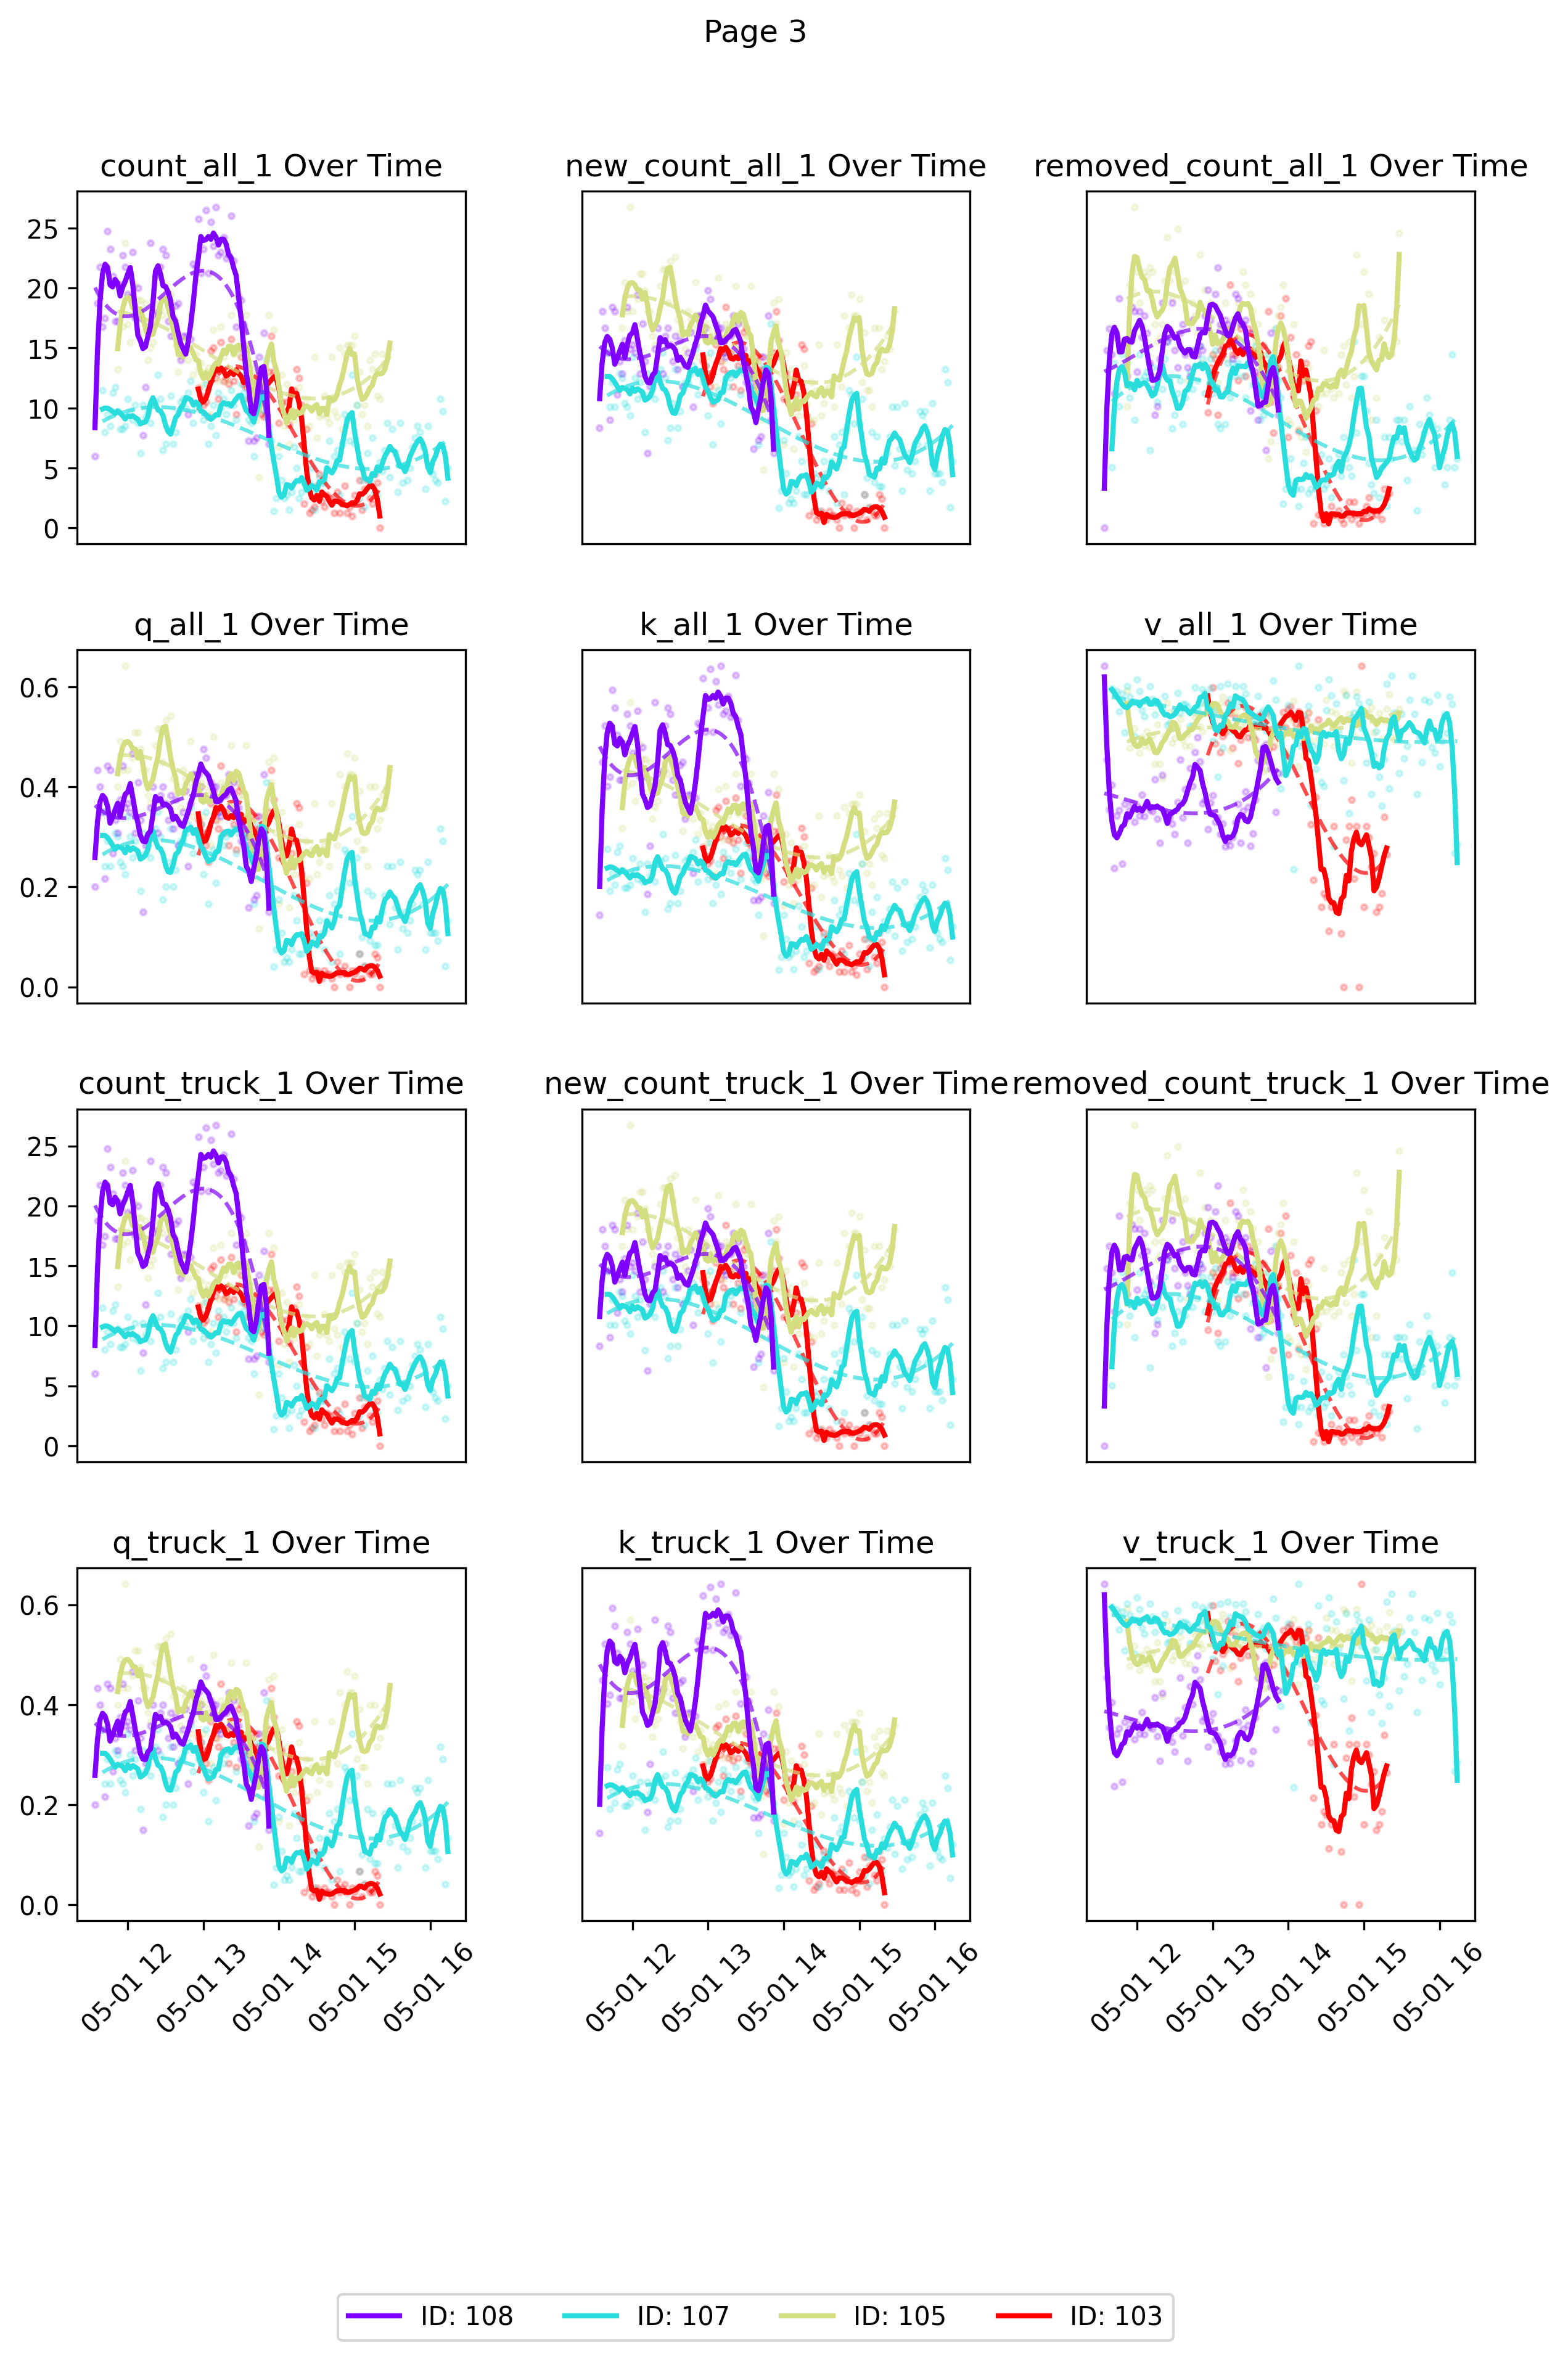 Page 3
count_all_1 Over Time
new_count_all_1 Over Time
removed_count_all_1 Over Time
25
20
15
10
5
0
q_all_1 Over Time
k_all_1 Over Time
v_all_1 Over Time
0.6
0.4
0.2
0.0
count_truck_1 Over Time
new_count_truck_1 Over Time
removed_count_truck_1 Over Time
25
20
15
10
5
0
q_truck_1 Over Time
k_truck_1 Over Time
v_truck_1 Over Time
0.6
0.4
0.2
0.0
05-01 12
05-01 13
05-01 14
05-01 15
05-01 16
05-01 12
05-01 13
05-01 14
05-01 15
05-01 16
05-01 12
05-01 13
05-01 14
05-01 15
05-01 16
ID: 108
ID: 107
ID: 105
ID: 103